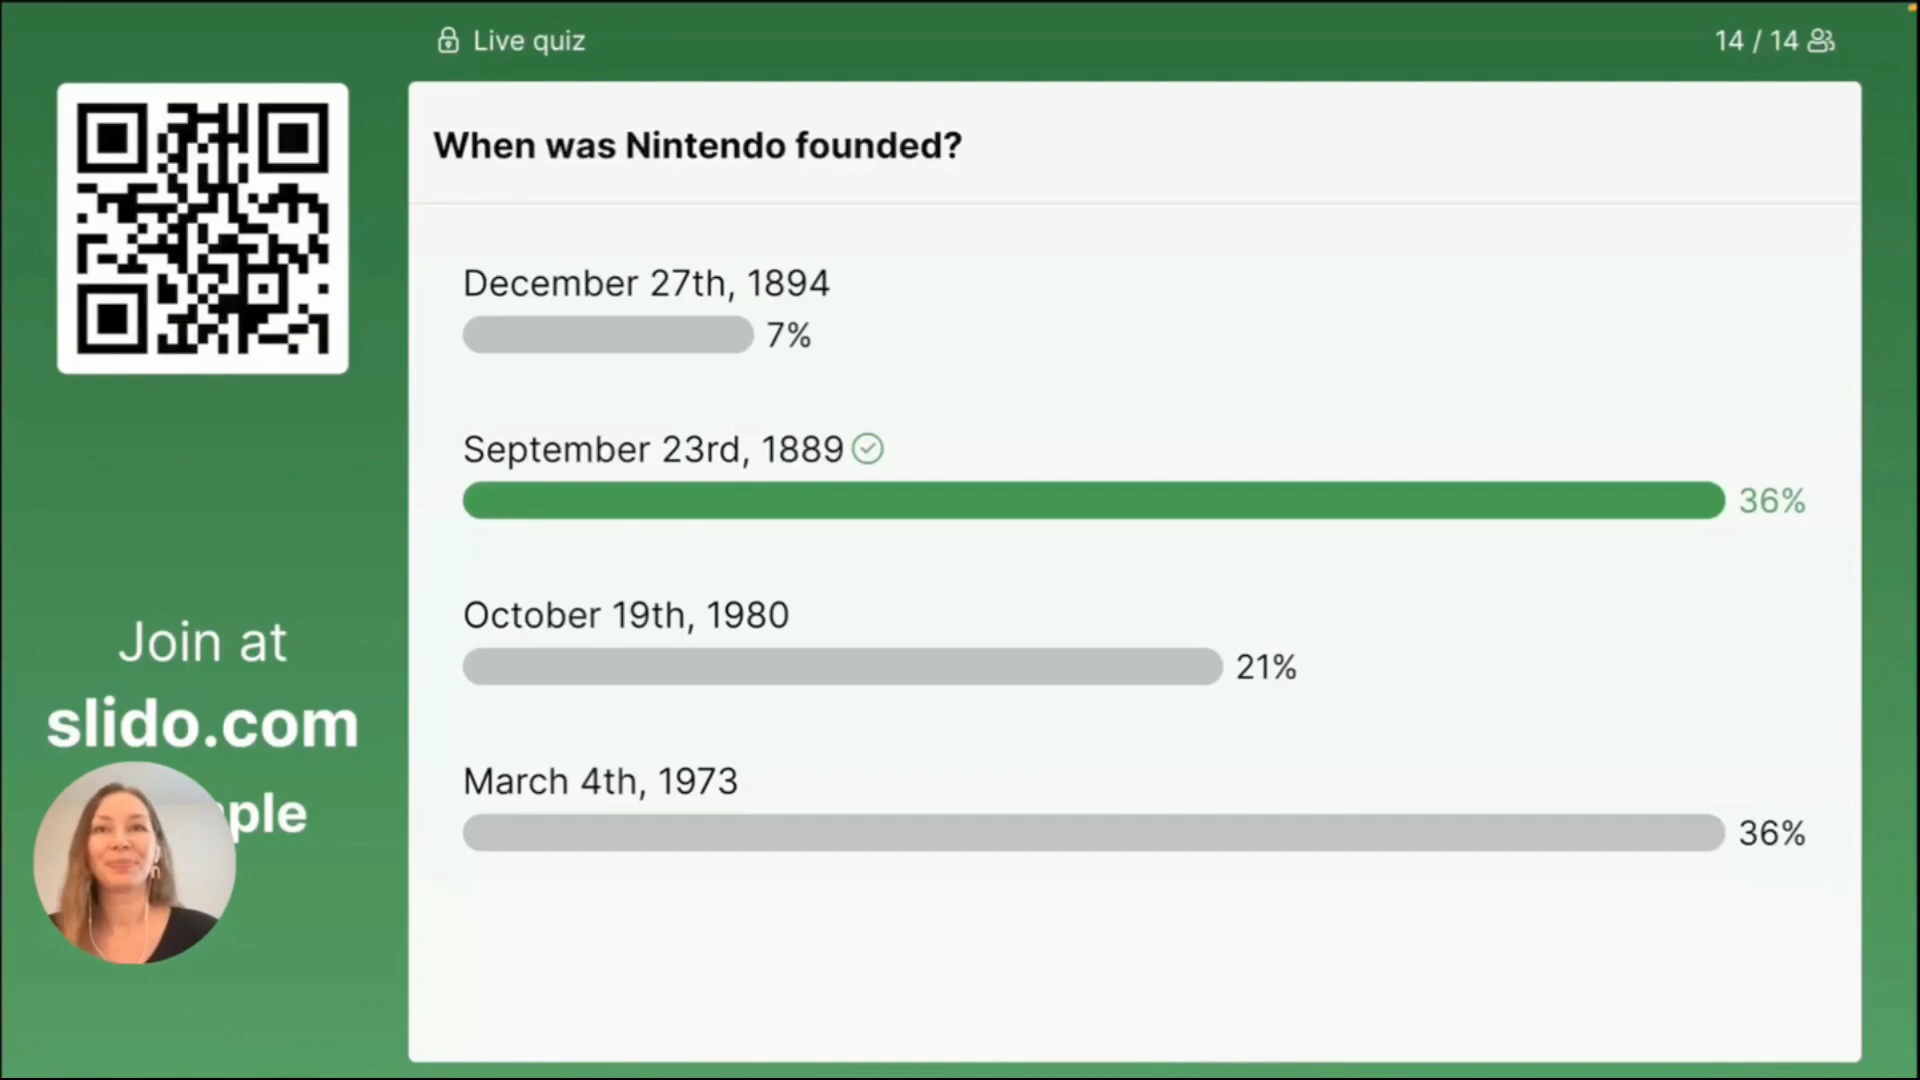 Live quiz
14 / 14
When was Nintendo founded?
December 27th, 1894
7%
September 23rd, 1889
36%
October 19th, 1980
21%
March 4th, 1973
36%
Join at
slido.com